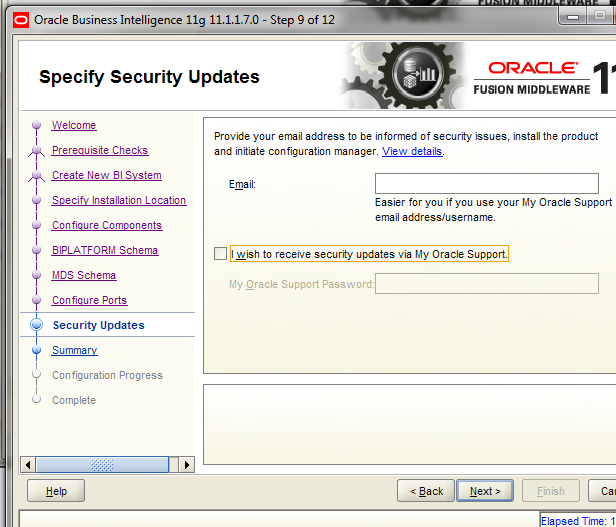 Oracle Business Intelligence 11g 11.1.1.7.0 - Step 9 of 12
FUSION MIDDLEWARE
Specify Security Updates
ORACLE
FUSION MIDDLEWARE
Welcome
Prerequisite Checks
Create New BI System
Specify Installation Location
Configure Components
BIPLATFORM Schema
MDS Schema
Configure Ports
Security Updates
Summary
Configuration Progress
Complete
Provide your email address to be informed of security issues, install the product
and initiate configuration manager. View details.
Email:
Easier for you if you use your My Oracle Support
email address/username.
I wish to receive security updates via My Oracle Support.
My Oracle Support Password:
Help
< Back
Next >
Finish
Elapsed Time: 1